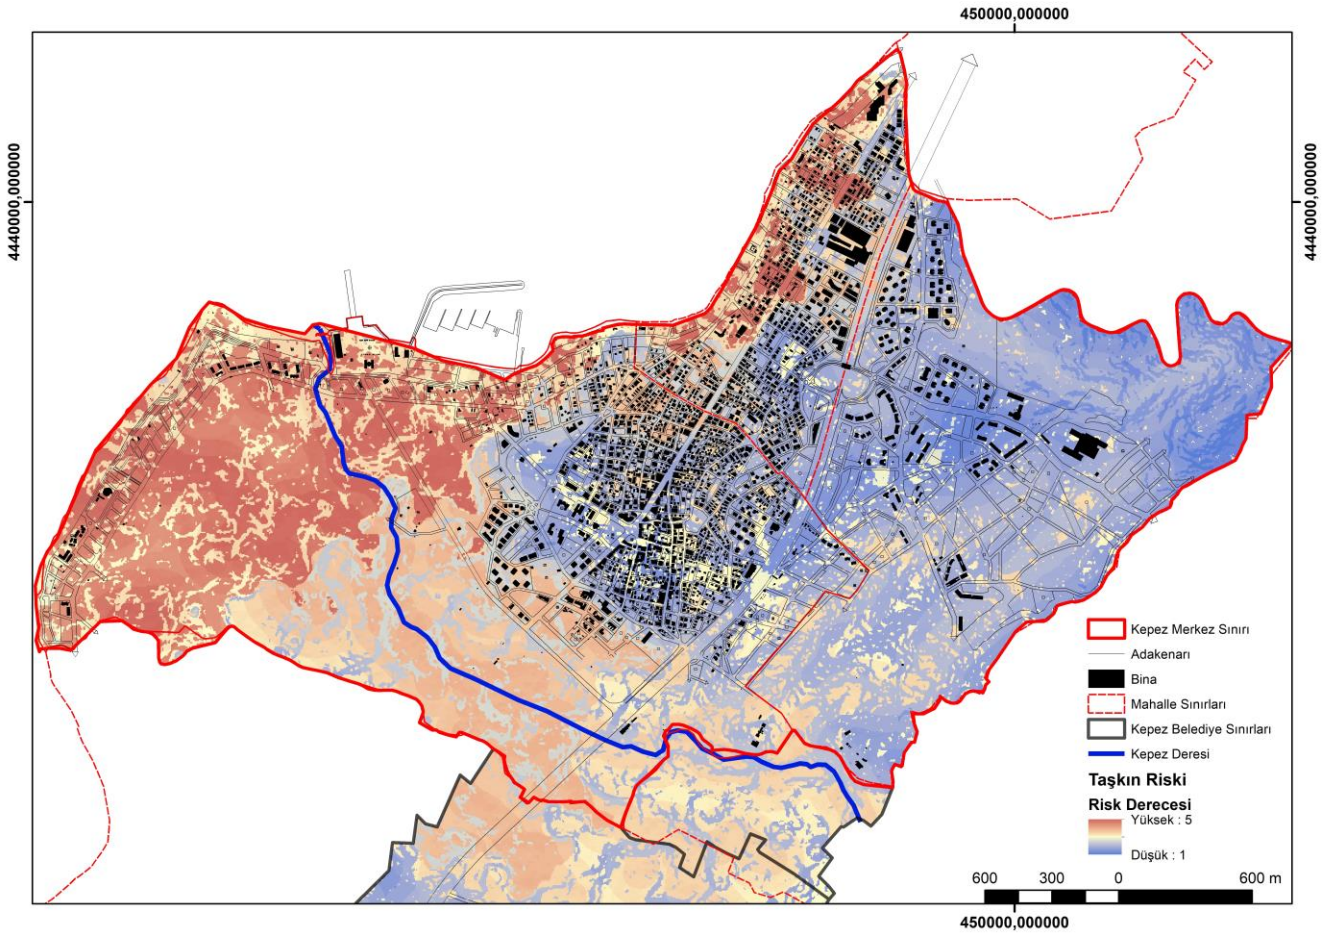 450000,000000
4440000,000000
4440000,000000
Kepez Merkez Sınırı
Adakenarı
Bina
Mahalle Sınırları
Kepez Belediye Sınırları
Kepez Deresi
Taşkın Riski
Risk Derecesi
Yüksek : 5
Düşük : 1
600 300 0 600 m
450000,000000